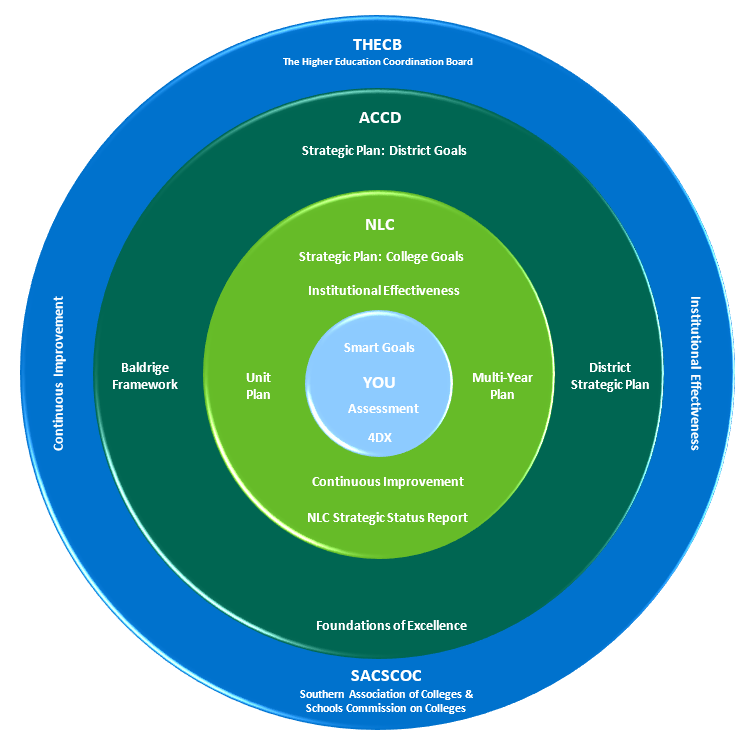 THECB
The Higher Education Coordination Board
ACCD
Strategic Plan: District Goals
NLC
Strategic Plan: College Goals
Institutional Effectiveness
Smart Goals
YOU
Assessment
4DX
Continuous Improvement
Baldrige
Framework
Unit
Plan
Multi-Year
Plan
District
Strategic Plan
Institutional Effectiveness
Continuous Improvement
NLC Strategic Status Report
Foundations of Excellence
SACSCOC
Southern Association of Colleges &
Schools Commission on Colleges